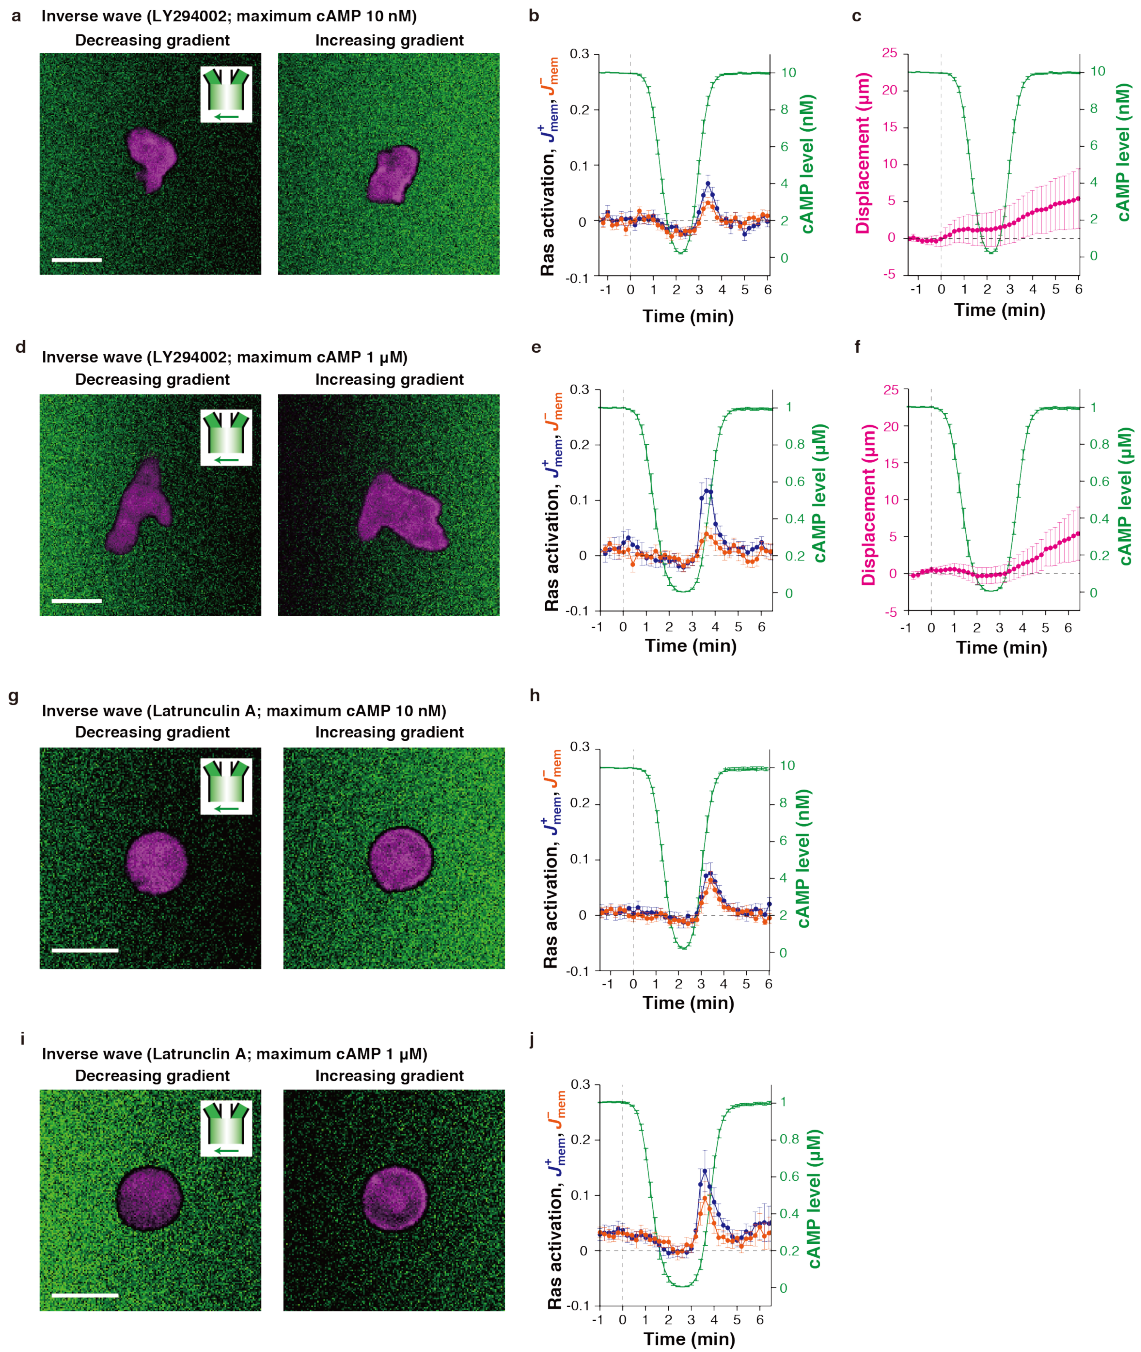 a
Inverse wave (LY294002; maximum cAMP 10 nM)
Decreasing gradient
Increasing gradient
b
Ras activation, J+mem, J−mem
0.3
0.2
0.1
0
-0.1
-1 0 1 2 3 4 5 6
Time (min)
10
8
6
4
2
0
cAMP level (nM)
c
Displacement (μm)
25
20
15
10
5
0
-5
-1 0 1 2 3 4 5 6
Time (min)
10
8
6
4
2
0
cAMP level (nM)
d
Inverse wave (LY294002; maximum cAMP 1 μM)
Decreasing gradient
Increasing gradient
e
Ras activation, J+mem, J−mem
0.3
0.2
0.1
0
-0.1
-1 0 1 2 3 4 5 6
Time (min)
1
0.8
0.6
0.4
0.2
0
cAMP level (μM)
f
Displacement (μm)
25
20
15
10
5
0
-5
-1 0 1 2 3 4 5 6
Time (min)
1
0.8
0.6
0.4
0.2
0
cAMP level (μM)
g
Inverse wave (Latrunculin A; maximum cAMP 10 nM)
Decreasing gradient
Increasing gradient
h
Ras activation, J+mem, J−mem
0.3
0.2
0.1
0
-0.1
-1 0 1 2 3 4 5 6
Time (min)
10
8
6
4
2
0
cAMP level (nM)
i
Inverse wave (Latrunclin A; maximum cAMP 1 μM)
Decreasing gradient
Increasing gradient
j
Ras activation, J+mem, J−mem
0.3
0.2
0.1
0
-0.1
-1 0 1 2 3 4 5 6
Time (min)
1
0.8
0.6
0.4
0.2
0
cAMP level (μM)